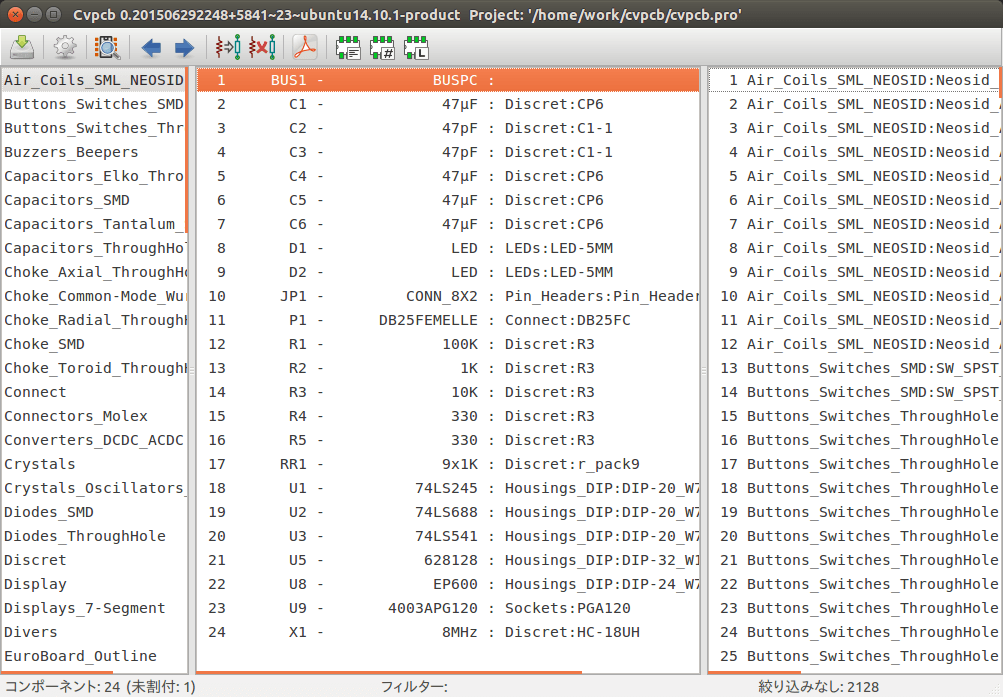 Cvpcb 0.201506292248+5841~23~ubuntu14.10.1-product Project: '/home/work/cvpcb/cvpcb.pro'
Air_Coils_SML_NEOSID
Buttons_Switches_SMD
Buttons_Switches_Thr
Buzzers_Beepers
Capacitors_Elko_Thro
Capacitors_SMD
Capacitors_Tantalum_
Capacitors_ThroughHol
Choke_Axial_ThroughHo
Choke_Common-Mode_Wur
Choke_Radial_ThroughH
Choke_SMD
Choke_Toroid_ThroughH
Connect
Connectors_Molex
Converters_DCDC_ACDC
Crystals
Crystals_Oscillators_
Diodes_SMD
Diodes_ThroughHole
Discret
Display
Displays_7-Segment
Divers
EuroBoard_Outline
1 BUS1 - BUSPC :
2 C1 - 47µF : Discret:CP6
3 C2 - 47pF : Discret:C1-1
4 C3 - 47pF : Discret:C1-1
5 C4 - 47µF : Discret:CP6
6 C5 - 47µF : Discret:CP6
7 C6 - 47µF : Discret:CP6
8 D1 - LED : LEDs:LED-5MM
9 D2 - LED : LEDs:LED-5MM
10 JP1 - CONN_8X2 : Pin_Headers:Pin_Header
11 P1 - DB25FEMELLE : Connect:DB25FC
12 R1 - 100K : Discret:R3
13 R2 - 1K : Discret:R3
14 R3 - 10K : Discret:R3
15 R4 - 330 : Discret:R3
16 R5 - 330 : Discret:R3
17 RR1 - 9x1K : Discret:r_pack9
18 U1 - 74LS245 : Housings_DIP:DIP-20_W7
19 U2 - 74LS688 : Housings_DIP:DIP-20_W7
20 U3 - 74LS541 : Housings_DIP:DIP-20_W7
21 U5 - 628128 : Housings_DIP:DIP-32_W1
22 U8 - EP600 : Housings_DIP:DIP-24_W7
23 U9 - 4003APG120 : Sockets:PGA120
24 X1 - 8MHz : Discret:HC-18UH
1 Air_Coils_SML_NEOSID:Neosid_
2 Air_Coils_SML_NEOSID:Neosid_A
3 Air_Coils_SML_NEOSID:Neosid_A
4 Air_Coils_SML_NEOSID:Neosid_A
5 Air_Coils_SML_NEOSID:Neosid_A
6 Air_Coils_SML_NEOSID:Neosid_A
7 Air_Coils_SML_NEOSID:Neosid_A
8 Air_Coils_SML_NEOSID:Neosid_A
9 Air_Coils_SML_NEOSID:Neosid_A
10 Air_Coils_SML_NEOSID:Neosid_A
11 Air_Coils_SML_NEOSID:Neosid_A
12 Air_Coils_SML_NEOSID:Neosid_A
13 Buttons_Switches_SMD:SW_SPST_
14 Buttons_Switches_SMD:SW_SPST_
15 Buttons_Switches_ThroughHole
16 Buttons_Switches_ThroughHole
17 Buttons_Switches_ThroughHole
18 Buttons_Switches_ThroughHole
19 Buttons_Switches_ThroughHole
20 Buttons_Switches_ThroughHole
21 Buttons_Switches_ThroughHole
22 Buttons_Switches_ThroughHole
23 Buttons_Switches_ThroughHole
24 Buttons_Switches_ThroughHole
25 Buttons_Switches_ThroughHole
コンポーネント: 24 (未割付: 1)
フィルター:
絞り込みなし: 2128